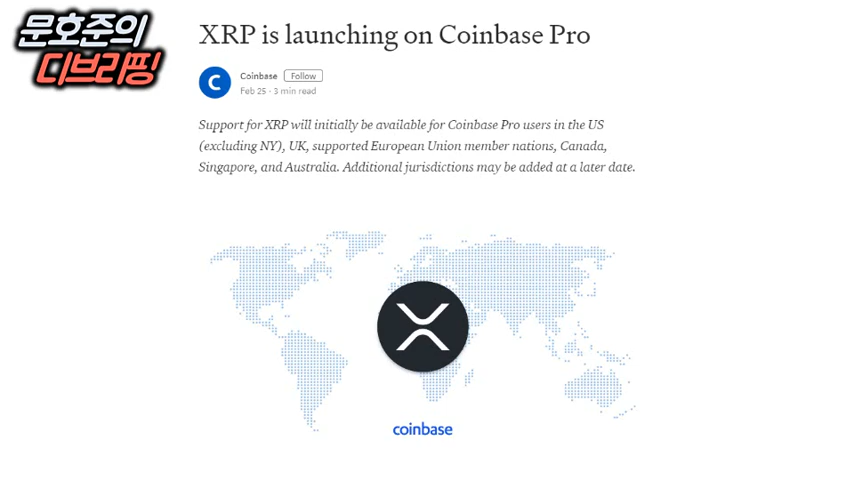 문호준의
디브리핑
XRP is launching on Coinbase Pro
C
Coinbase Follow
Feb 25 · 3 min read
Support for XRP will initially be available for Coinbase Pro users in the US
(excluding NY), UK, supported European Union member nations, Canada,
Singapore, and Australia. Additional jurisdictions may be added at a later date.
coinbase